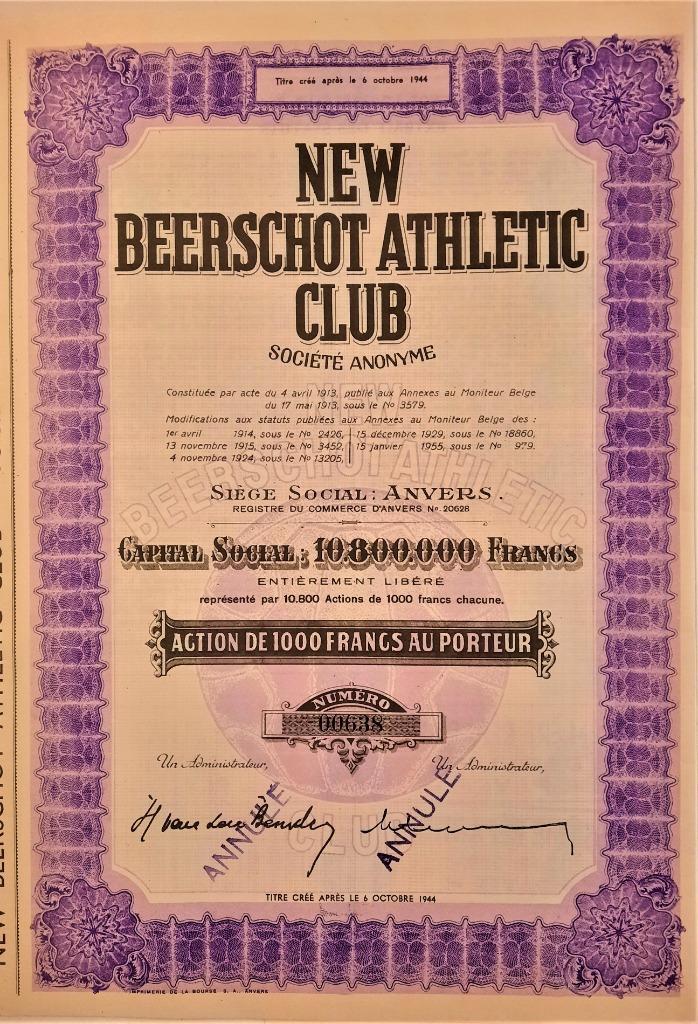 Titre créé après le 6 octobre 1944
NEW
BEERSCHOT ATHLETIC
CLUB
SOCIÉTÉ ANONYME
Constituée par acte du 4 avril 1913, publié aux Annexes au Moniteur Belge
du 17 mai 1913, sous le No 3579.
Modifications aux statuts publiées aux Annexes au Moniteur Belge des :
1er avril 1914, sous le No 2426, 15 décembre 1929, sous le No 18860,
13 novembre 1915, sous le No 3452, 15 janvier 1955, sous le No 979.
4 novembre 1924, sous le No 13205,
NEW
BEERSCHOT ATHLETIC
SIÈGE SOCIAL : ANVERS.
REGISTRE DU COMMERCE D'ANVERS No. 20628
CAPITAL SOCIAL : 10.800.000 FRANCS
ENTIÈREMENT LIBÉRÉ
représenté par 10.800 Actions de 1000 francs chacune.
ACTION DE 1000 FRANCS AU PORTEUR
NUMÉRO
00638
Un Administrateur, Un Administrateur,
ANNULÉ ANNULÉ
CLUB
TITRE CRÉÉ APRÈS LE 6 OCTOBRE 1944
IMPRIMERIE DE LA BOURSE S. A., ANVERS